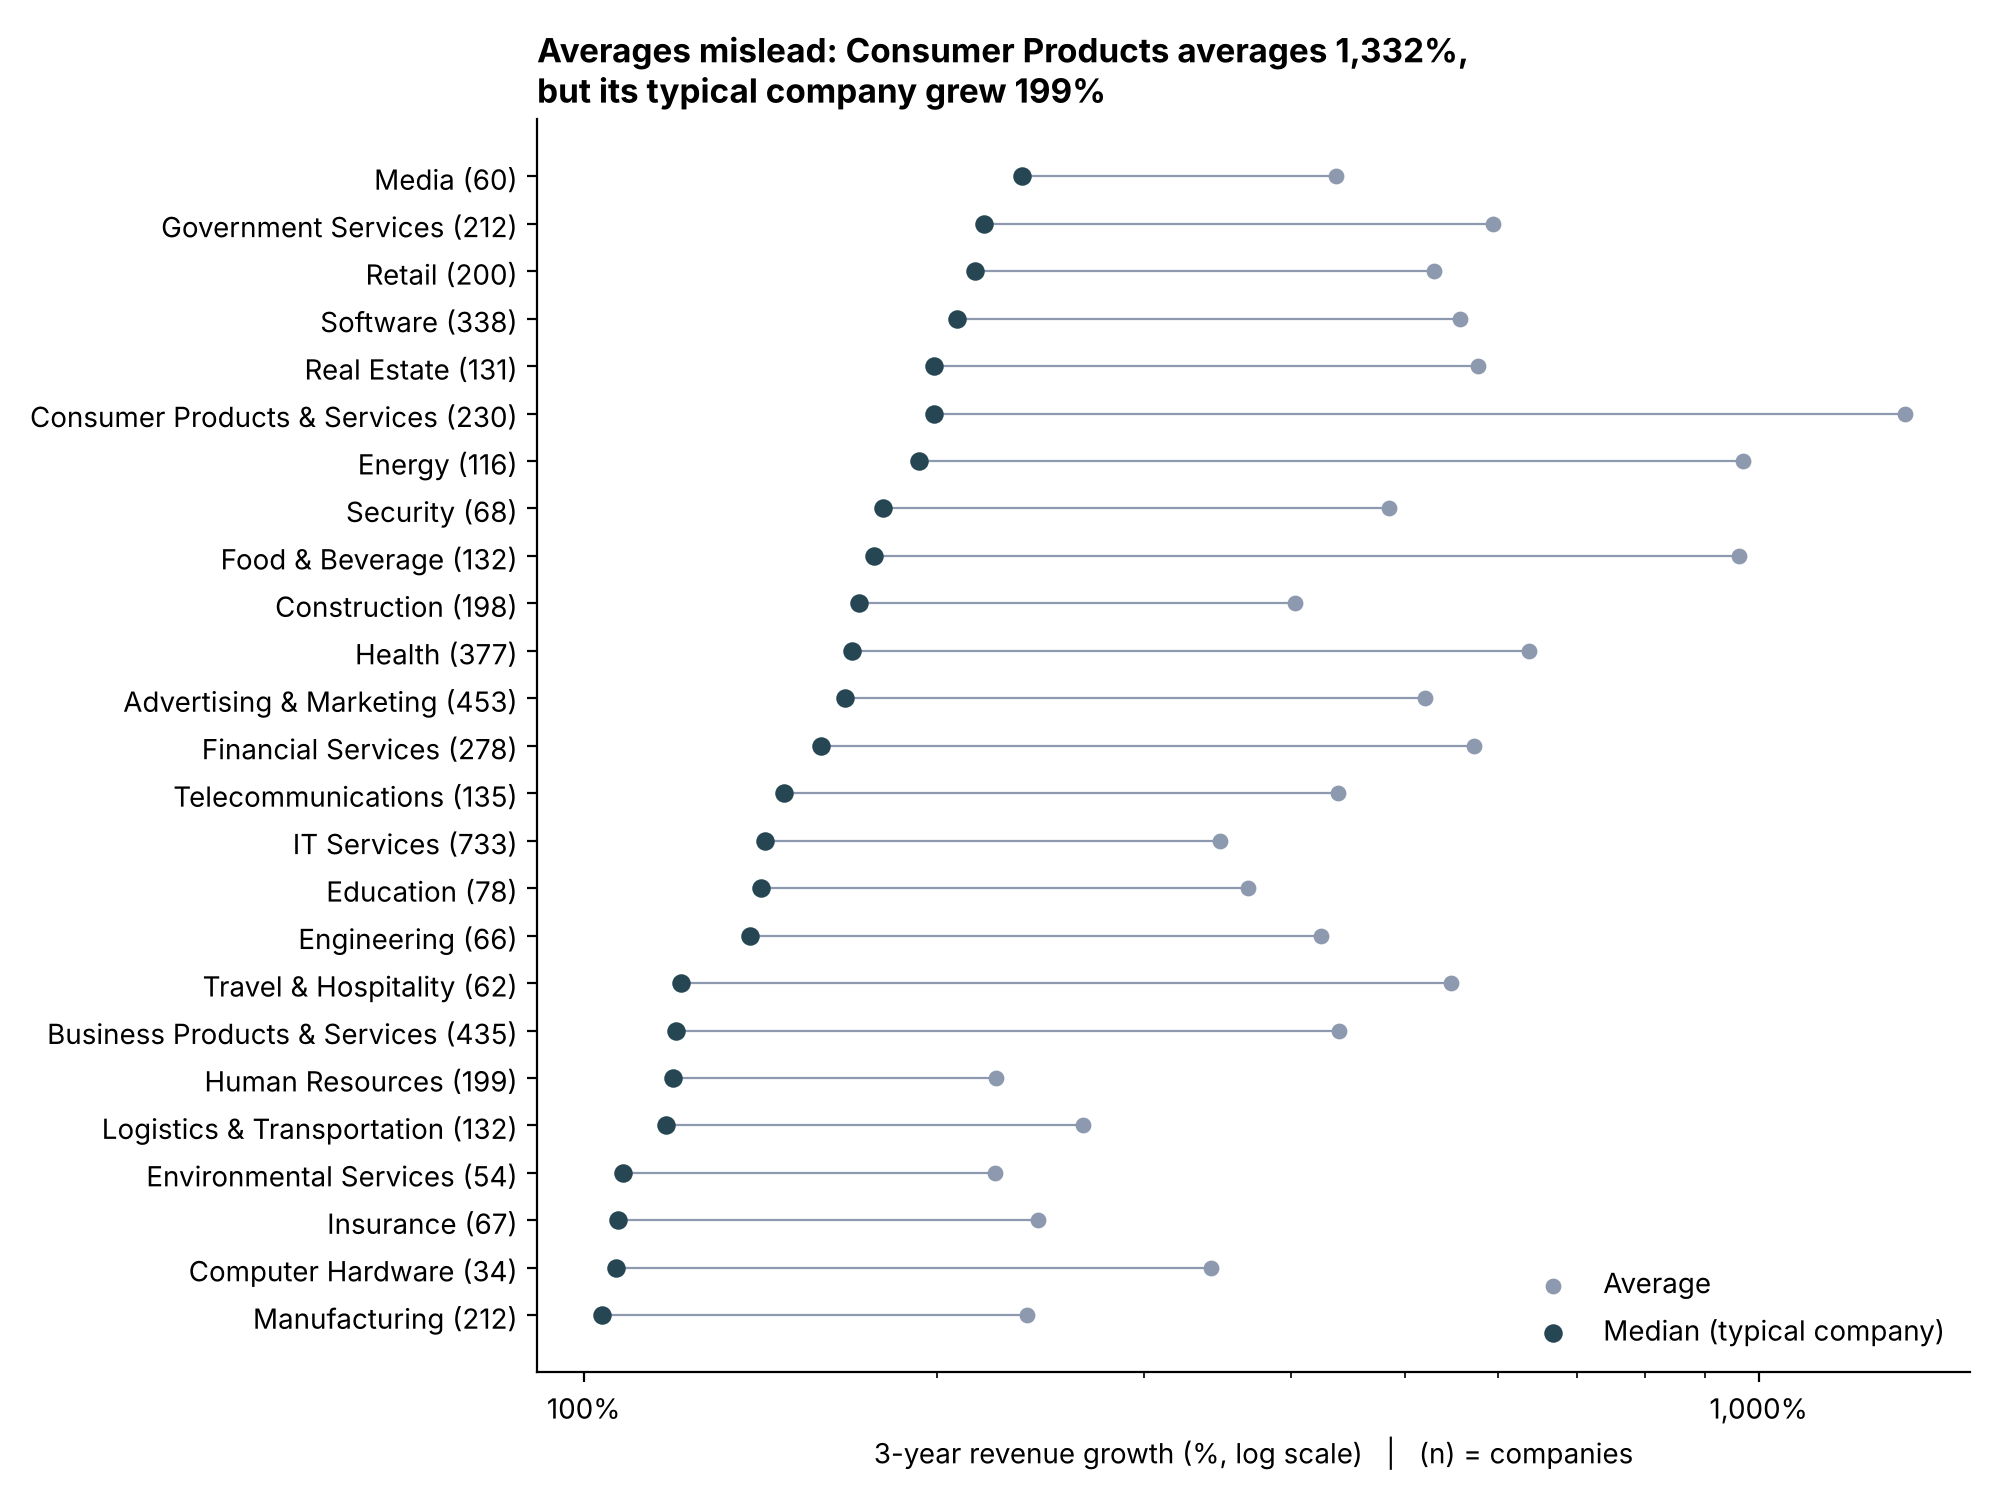 Averages mislead: Consumer Products averages 1,332%,
but its typical company grew 199%
Media (60)
Government Services (212)
Retail (200)
Software (338)
Real Estate (131)
Consumer Products & Services (230)
Energy (116)
Security (68)
Food & Beverage (132)
Construction (198)
Health (377)
Advertising & Marketing (453)
Financial Services (278)
Telecommunications (135)
IT Services (733)
Education (78)
Engineering (66)
Travel & Hospitality (62)
Business Products & Services (435)
Human Resources (199)
Logistics & Transportation (132)
Environmental Services (54)
Insurance (67)
Computer Hardware (34)
Manufacturing (212)
Average
Median (typical company)
100%
1,000%
3-year revenue growth (%, log scale) | (n) = companies